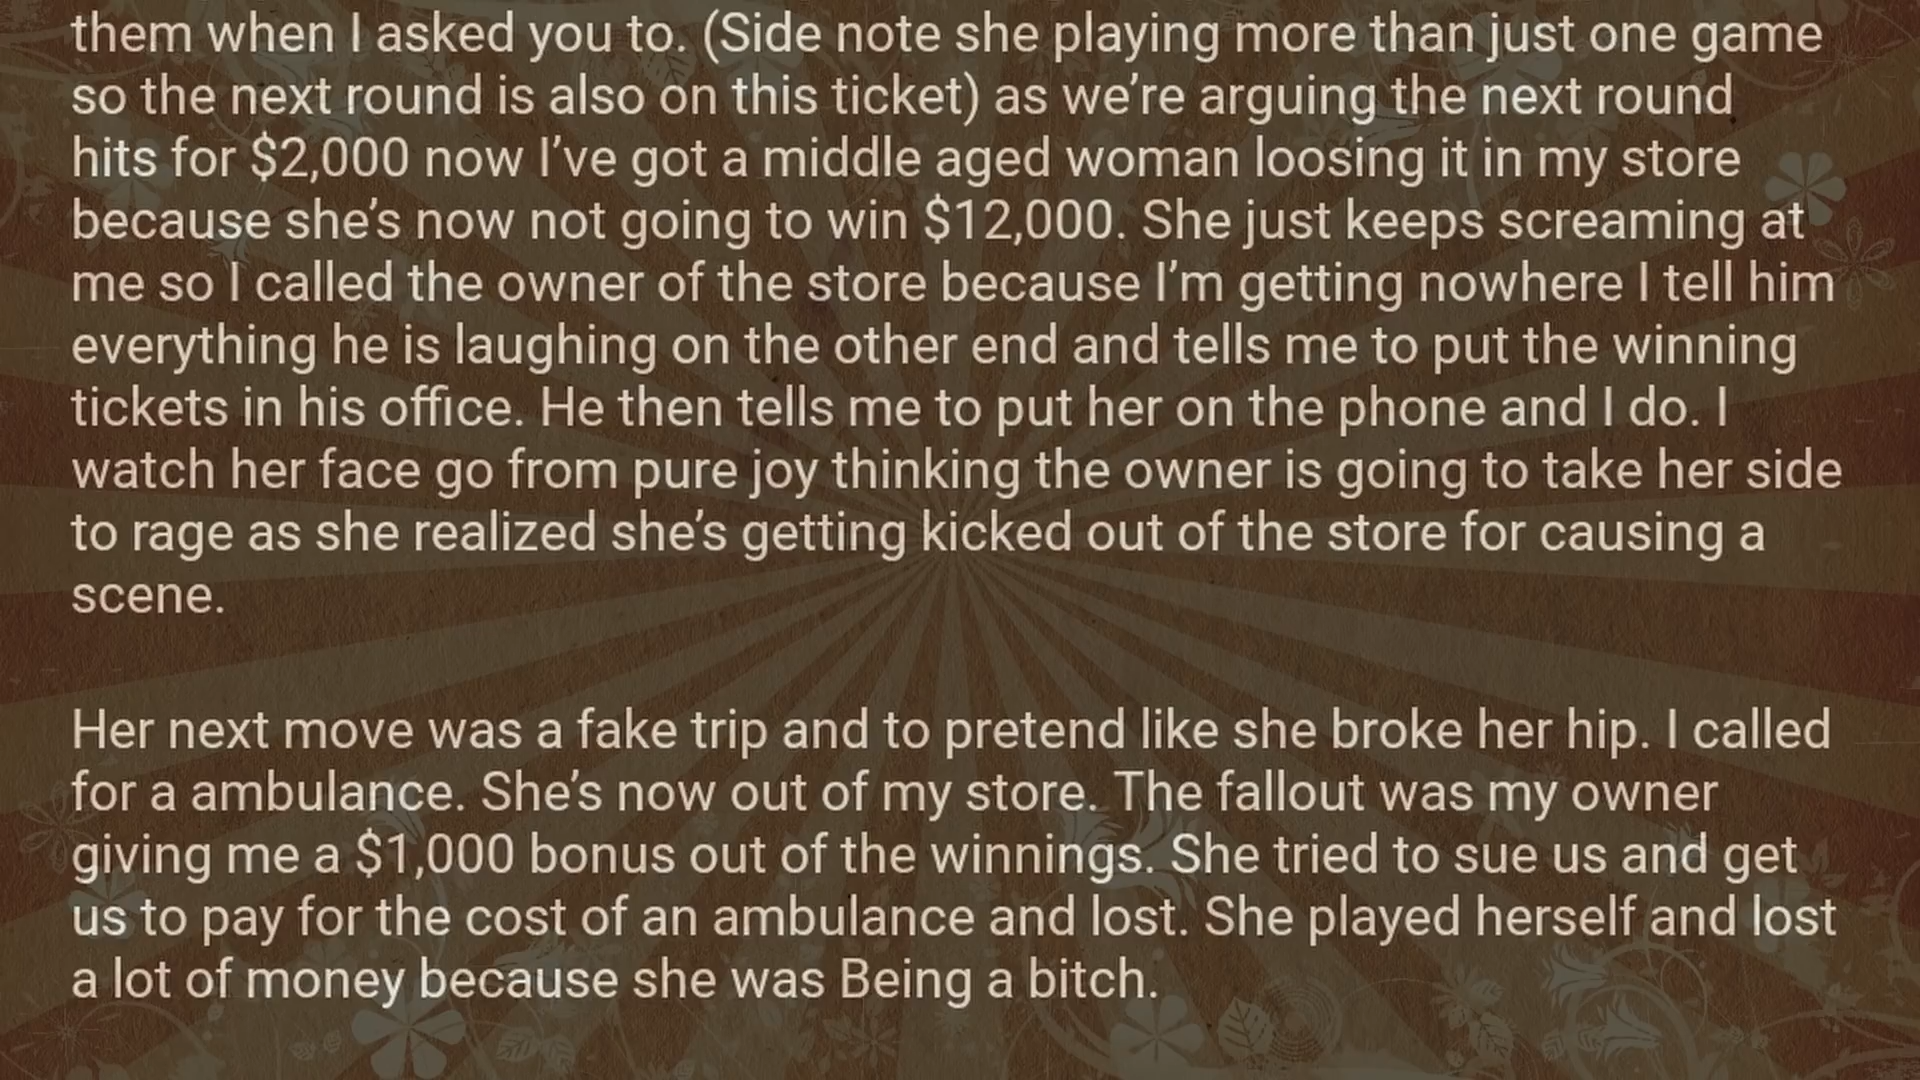 them when I asked you to. (Side note she playing more than just one game
so the next round is also on this ticket) as we’re arguing the next round
hits for $2,000 now I’ve got a middle aged woman loosing it in my store
because she’s now not going to win $12,000. She just keeps screaming at
me so I called the owner of the store because I’m getting nowhere I tell him
everything he is laughing on the other end and tells me to put the winning
tickets in his office. He then tells me to put her on the phone and I do. I
watch her face go from pure joy thinking the owner is going to take her side
to rage as she realized she’s getting kicked out of the store for causing a
scene.
Her next move was a fake trip and to pretend like she broke her hip. I called
for a ambulance. She’s now out of my store. The fallout was my owner
giving me a $1,000 bonus out of the winnings. She tried to sue us and get
us to pay for the cost of an ambulance and lost. She played herself and lost
a lot of money because she was Being a bitch.